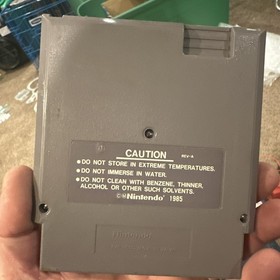 CAUTION
REV-A
• DO NOT STORE IN EXTREME TEMPERATURES.
• DO NOT IMMERSE IN WATER.
• DO NOT CLEAN WITH BENZENE, THINNER,
ALCOHOL OR OTHER SUCH SOLVENTS.
©Nintendo 1985
Nintendo